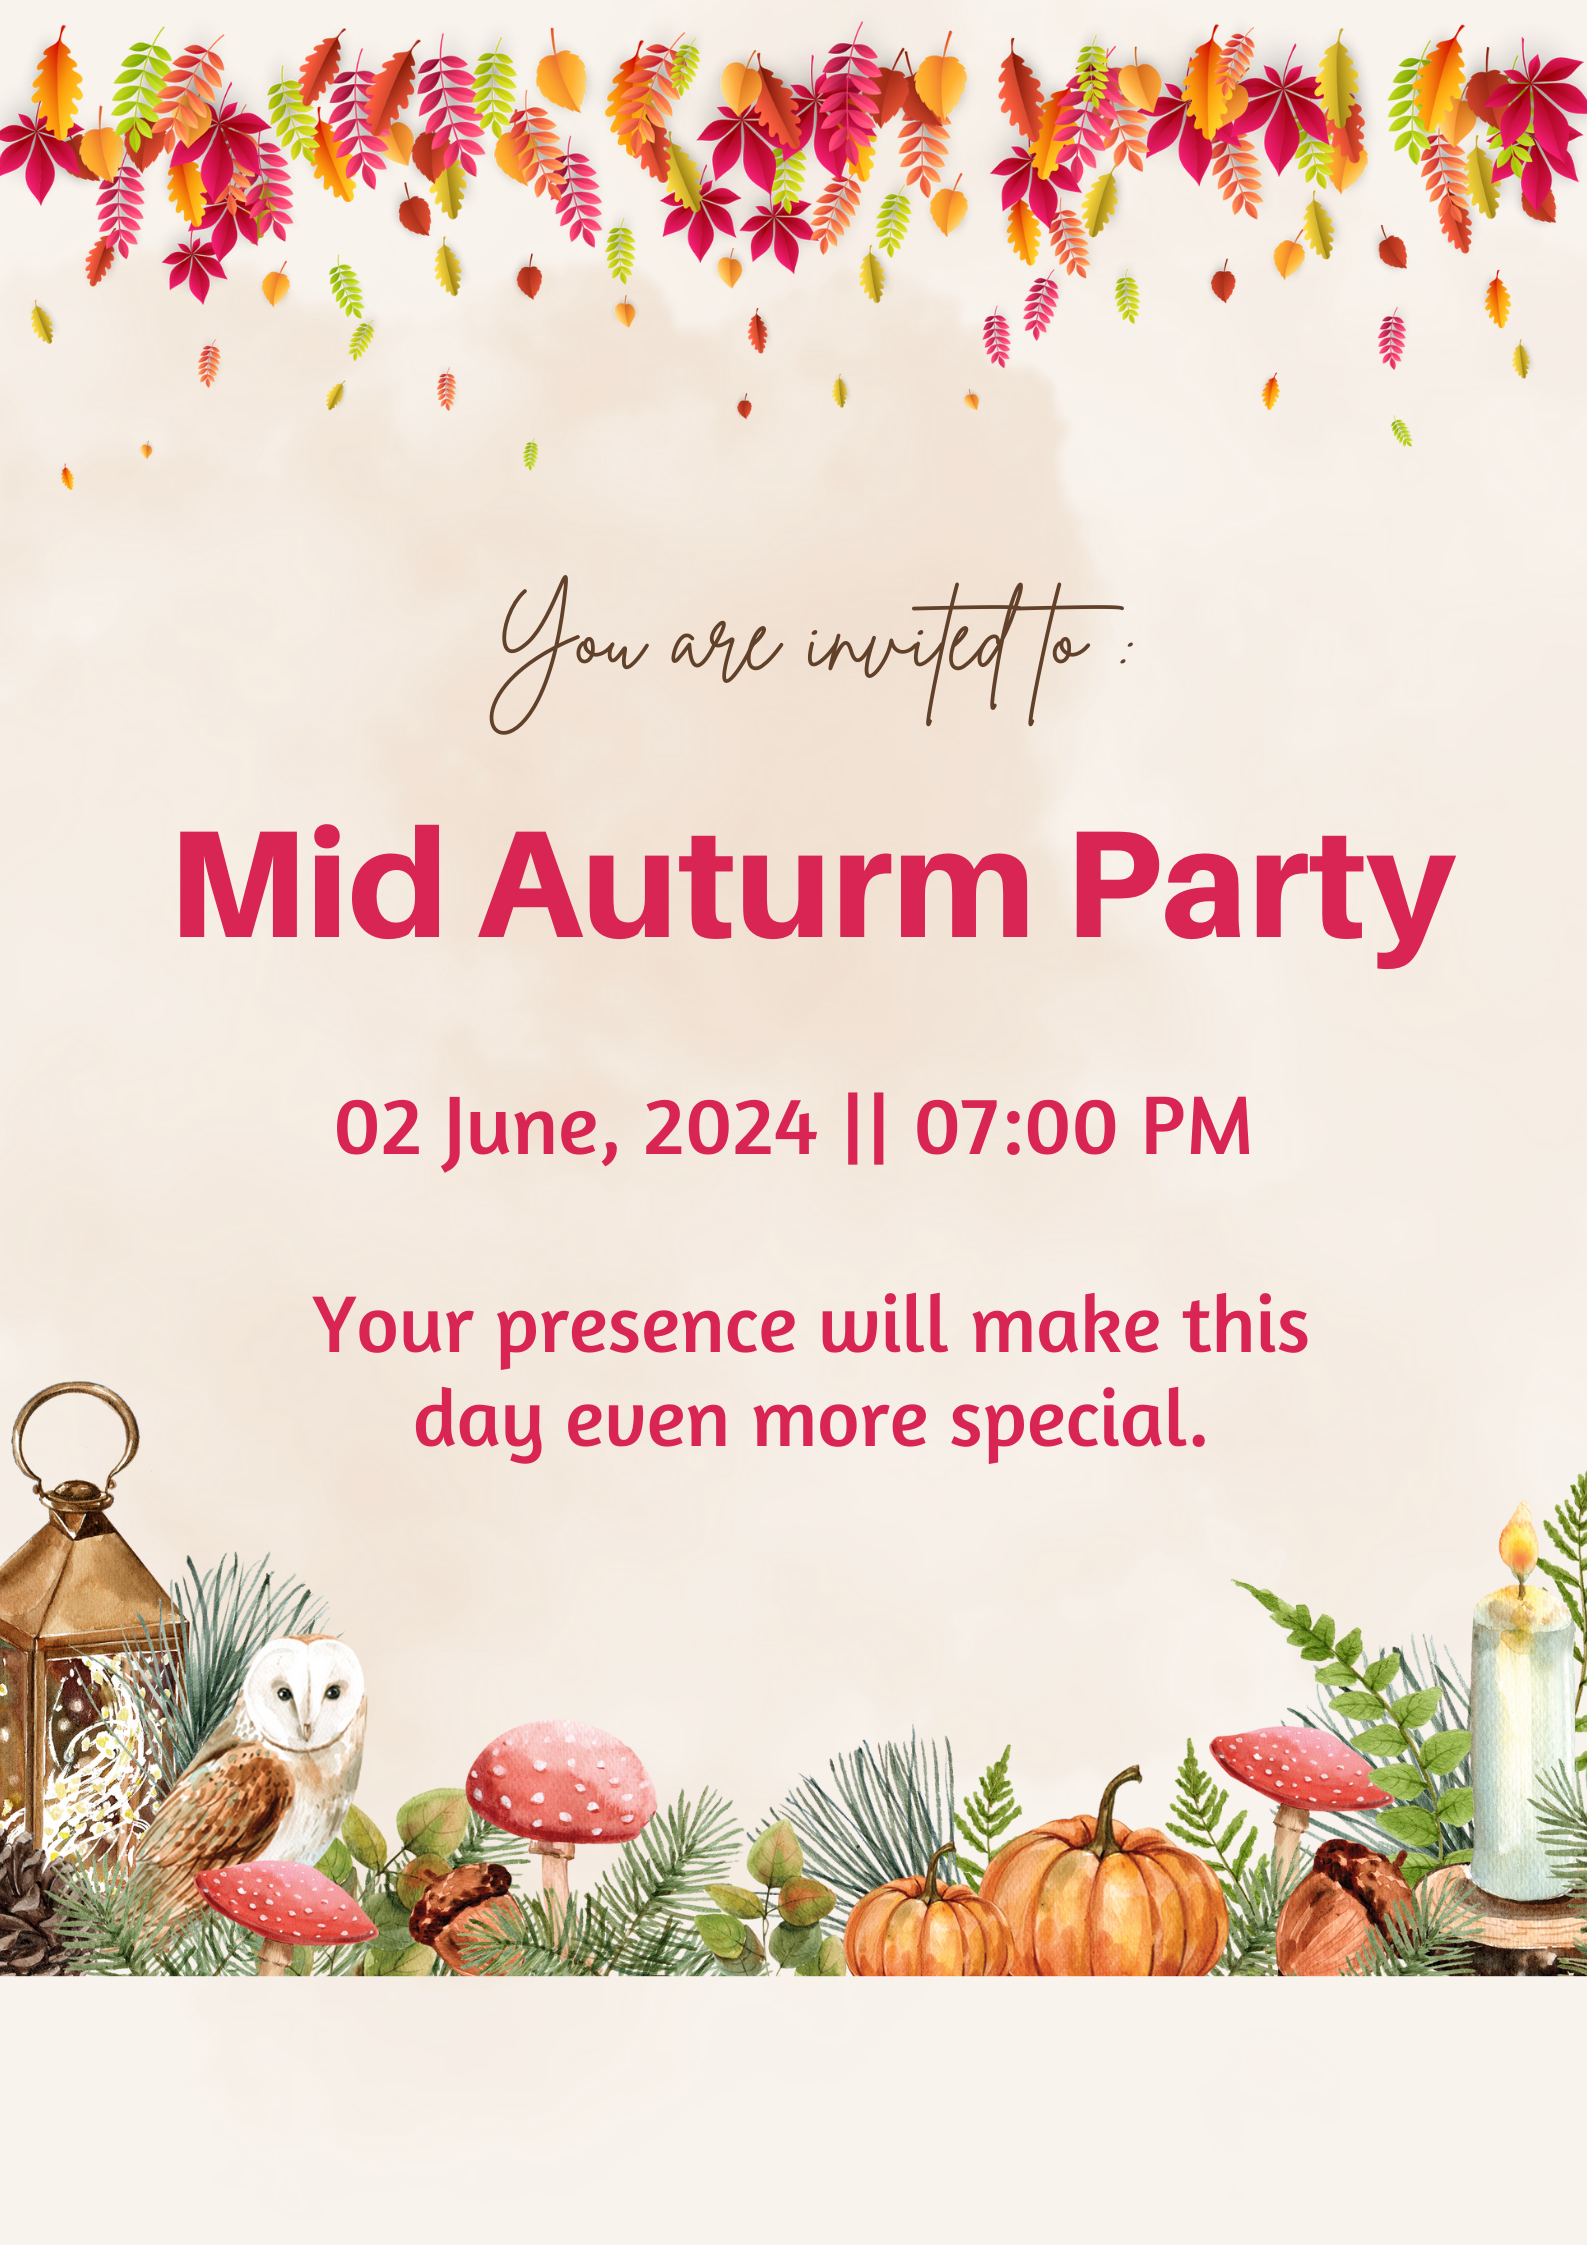 You are invited to :
Mid Auturm Party
02 June, 2024 || 07:00 PM
Your presence will make this
day even more special.